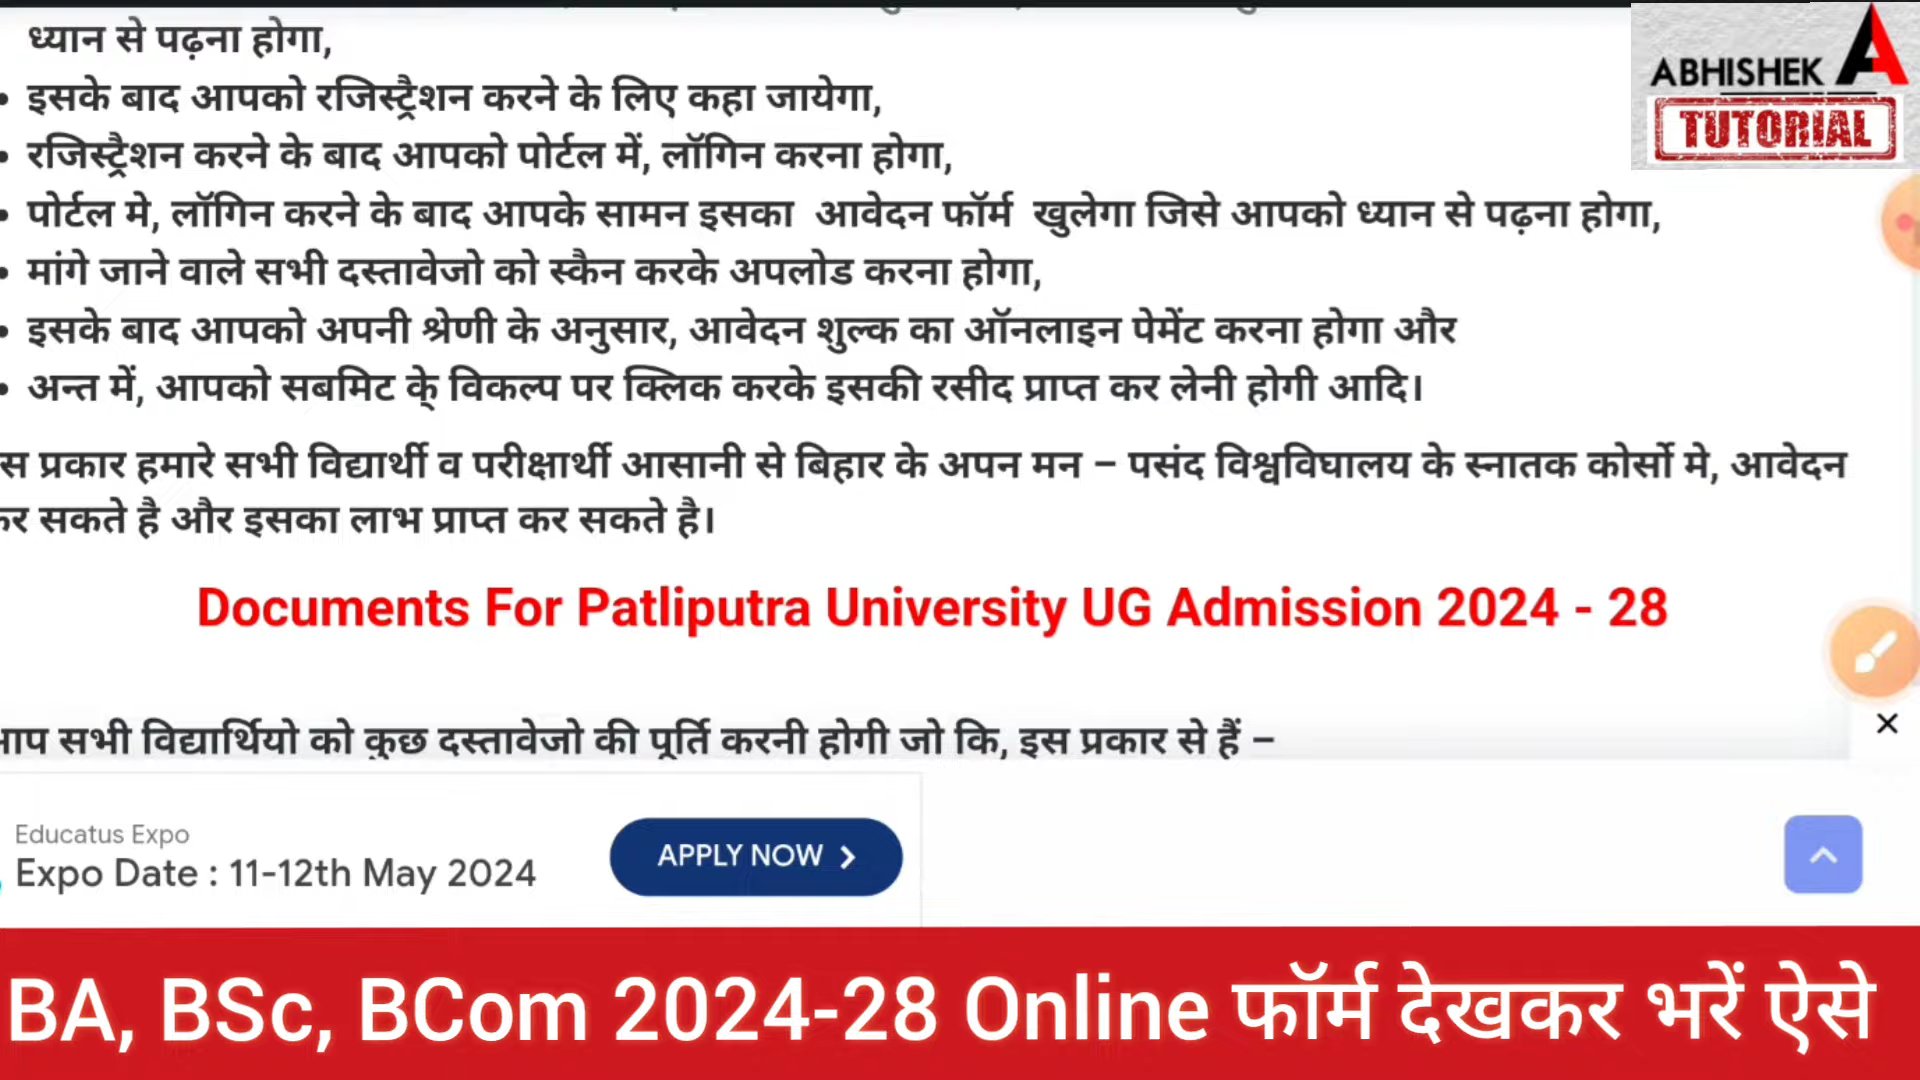 ध्यान से पढ़ना होगा,
ABHISHEK A
TUTORIAL
• इसके बाद आपको रजिस्ट्रैशन करने के लिए कहा जायेगा,
• रजिस्ट्रैशन करने के बाद आपको पोर्टल में, लॉगिन करना होगा,
• पोर्टल मे, लॉगिन करने के बाद आपके सामन इसका आवेदन फॉर्म खुलेगा जिसे आपको ध्यान से पढ़ना होगा,
• मांगे जाने वाले सभी दस्तावेजो को स्कैन करके अपलोड करना होगा,
• इसके बाद आपको अपनी श्रेणी के अनुसार, आवेदन शुल्क का ऑनलाइन पेमेंट करना होगा और
• अन्त में, आपको सबमिट के् विकल्प पर क्लिक करके इसकी रसीद प्राप्त कर लेनी होगी आदि।
स प्रकार हमारे सभी विद्यार्थी व परीक्षार्थी आसानी से बिहार के अपन मन – पसंद विश्वविघालय के स्नातक कोर्सो मे, आवेदन
कर सकते है और इसका लाभ प्राप्त कर सकते है।
Documents For Patliputra University UG Admission 2024 - 28
आप सभी विद्यार्थियो को कुछ दस्तावेजो की पूर्ति करनी होगी जो कि, इस प्रकार से हैं –
Educatus Expo
Expo Date : 11-12th May 2024
APPLY NOW
BA, BSc, BCom 2024-28 Online फॉर्म देखकर भरें ऐसे